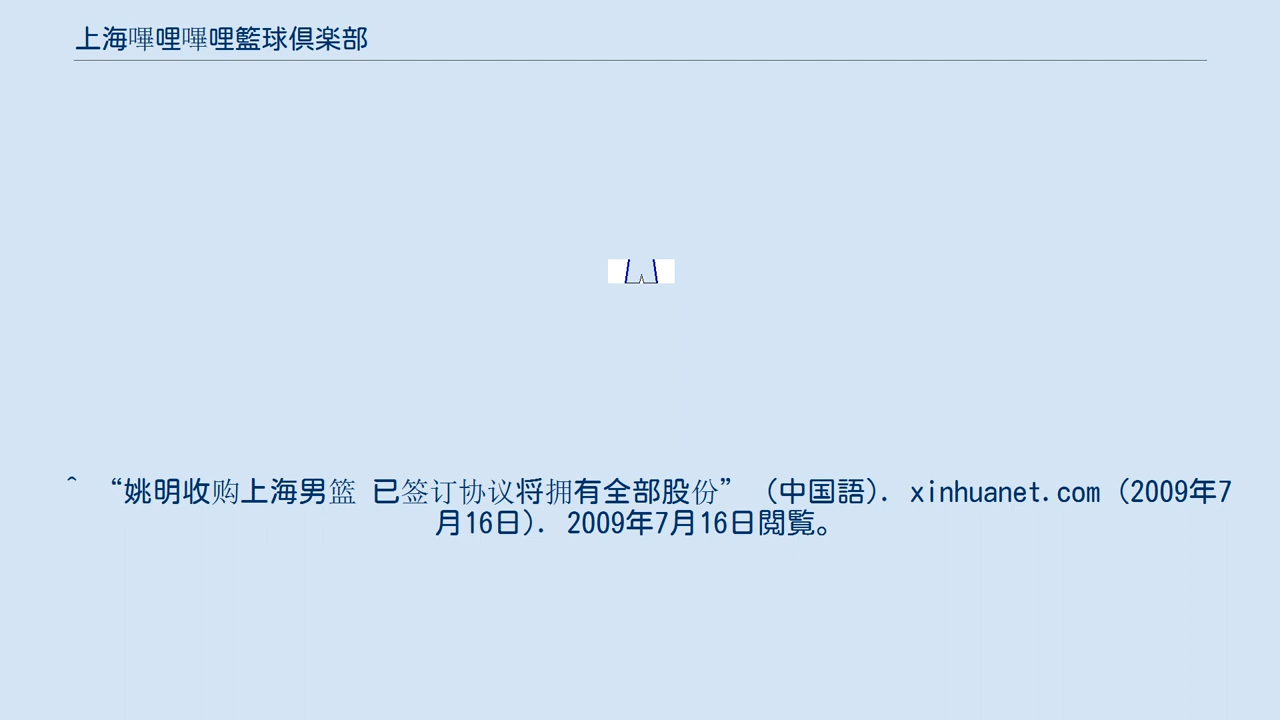 上海嗶哩嗶哩籃球倶楽部
^ “姚明收购上海男篮 已签订协议将拥有全部股份” (中国語). xinhuanet.com (2009年7
月16日). 2009年7月16日閲覧。